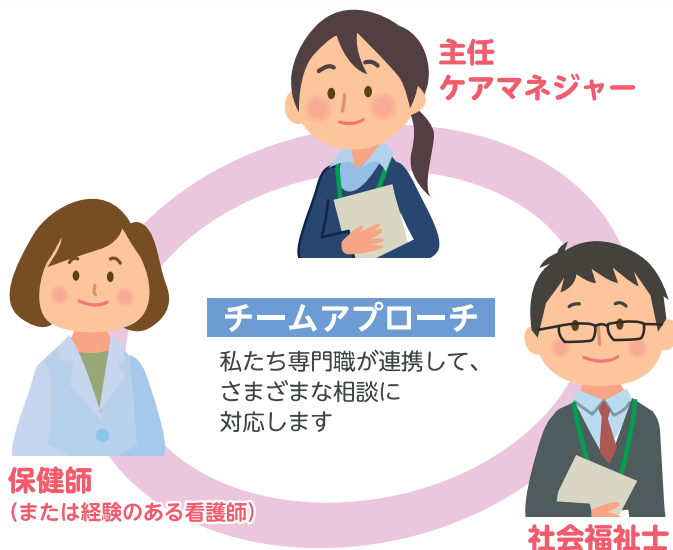 主任
ケアマネジャー
チームアプローチ
私たち専門職が連携して、
さまざまな相談に
対応します
保健師
（または経験のある看護師）
社会福祉士